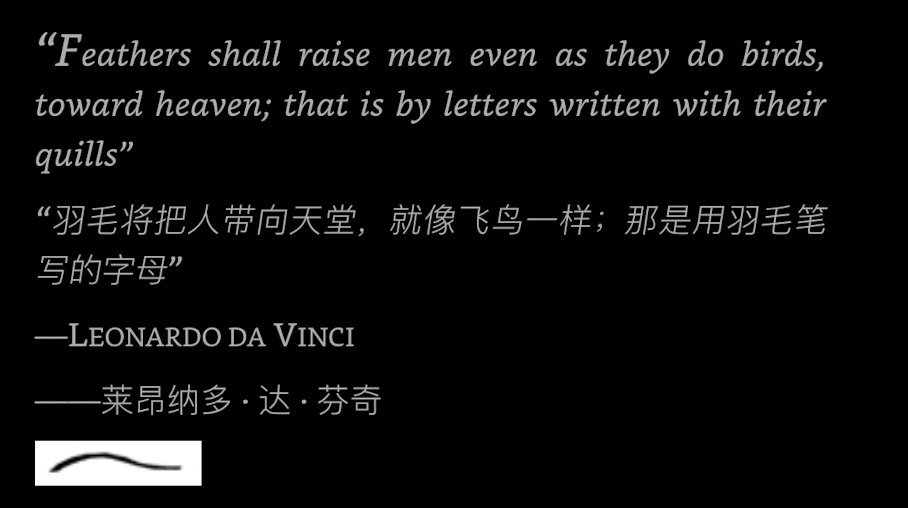 “Feathers shall raise men even as they do birds,
toward heaven; that is by letters written with their
quills”
“羽毛将把人带向天堂，就像飞鸟一样；那是用羽毛笔
写的字母”
—LEONARDO DA VINCI
——莱昂纳多·达·芬奇